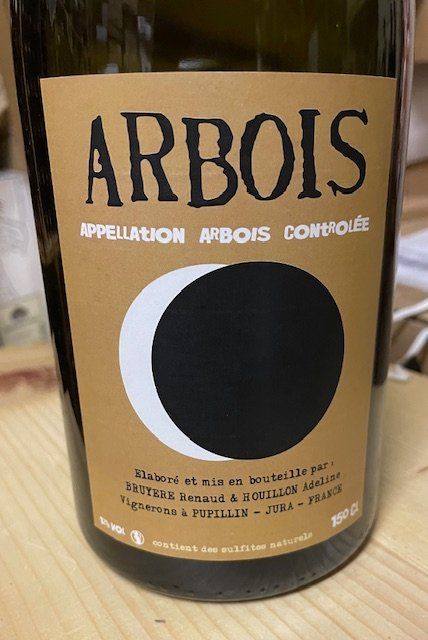 ARBOIS
APPELLATION ARBOIS CONTROLÉE
Elaboré et mis en bouteille par :
BRUYERE Renaud & HOUILLON Adeline
Vignerons à PUPILLIN - JURA - FRANCE
VOL 150 Cl
contient des sulfites naturels